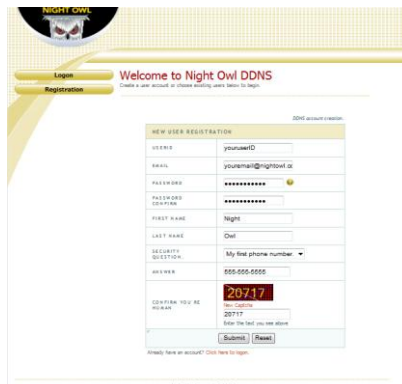 NIGHT OWL
Logon
Registration
Welcome to Night Owl DDNS
Create a user account or choose existing users below to begin.
DDNS account creation.
NEW USER REGISTRATION
USERID
youruserID
EMAIL
youremail@nightowl.co
PASSWORD
PASSWORD
CONFIRM
FIRST NAME
Night
LAST NAME
Owl
SECURITY
QUESTION.
My first phone number.
ANSWER
555-555-5555
CONFIRM YOU'RE
HUMAN
20717
New Captcha
20717
Enter the text you see above
Submit Reset
Already have an account? Click here to logon.